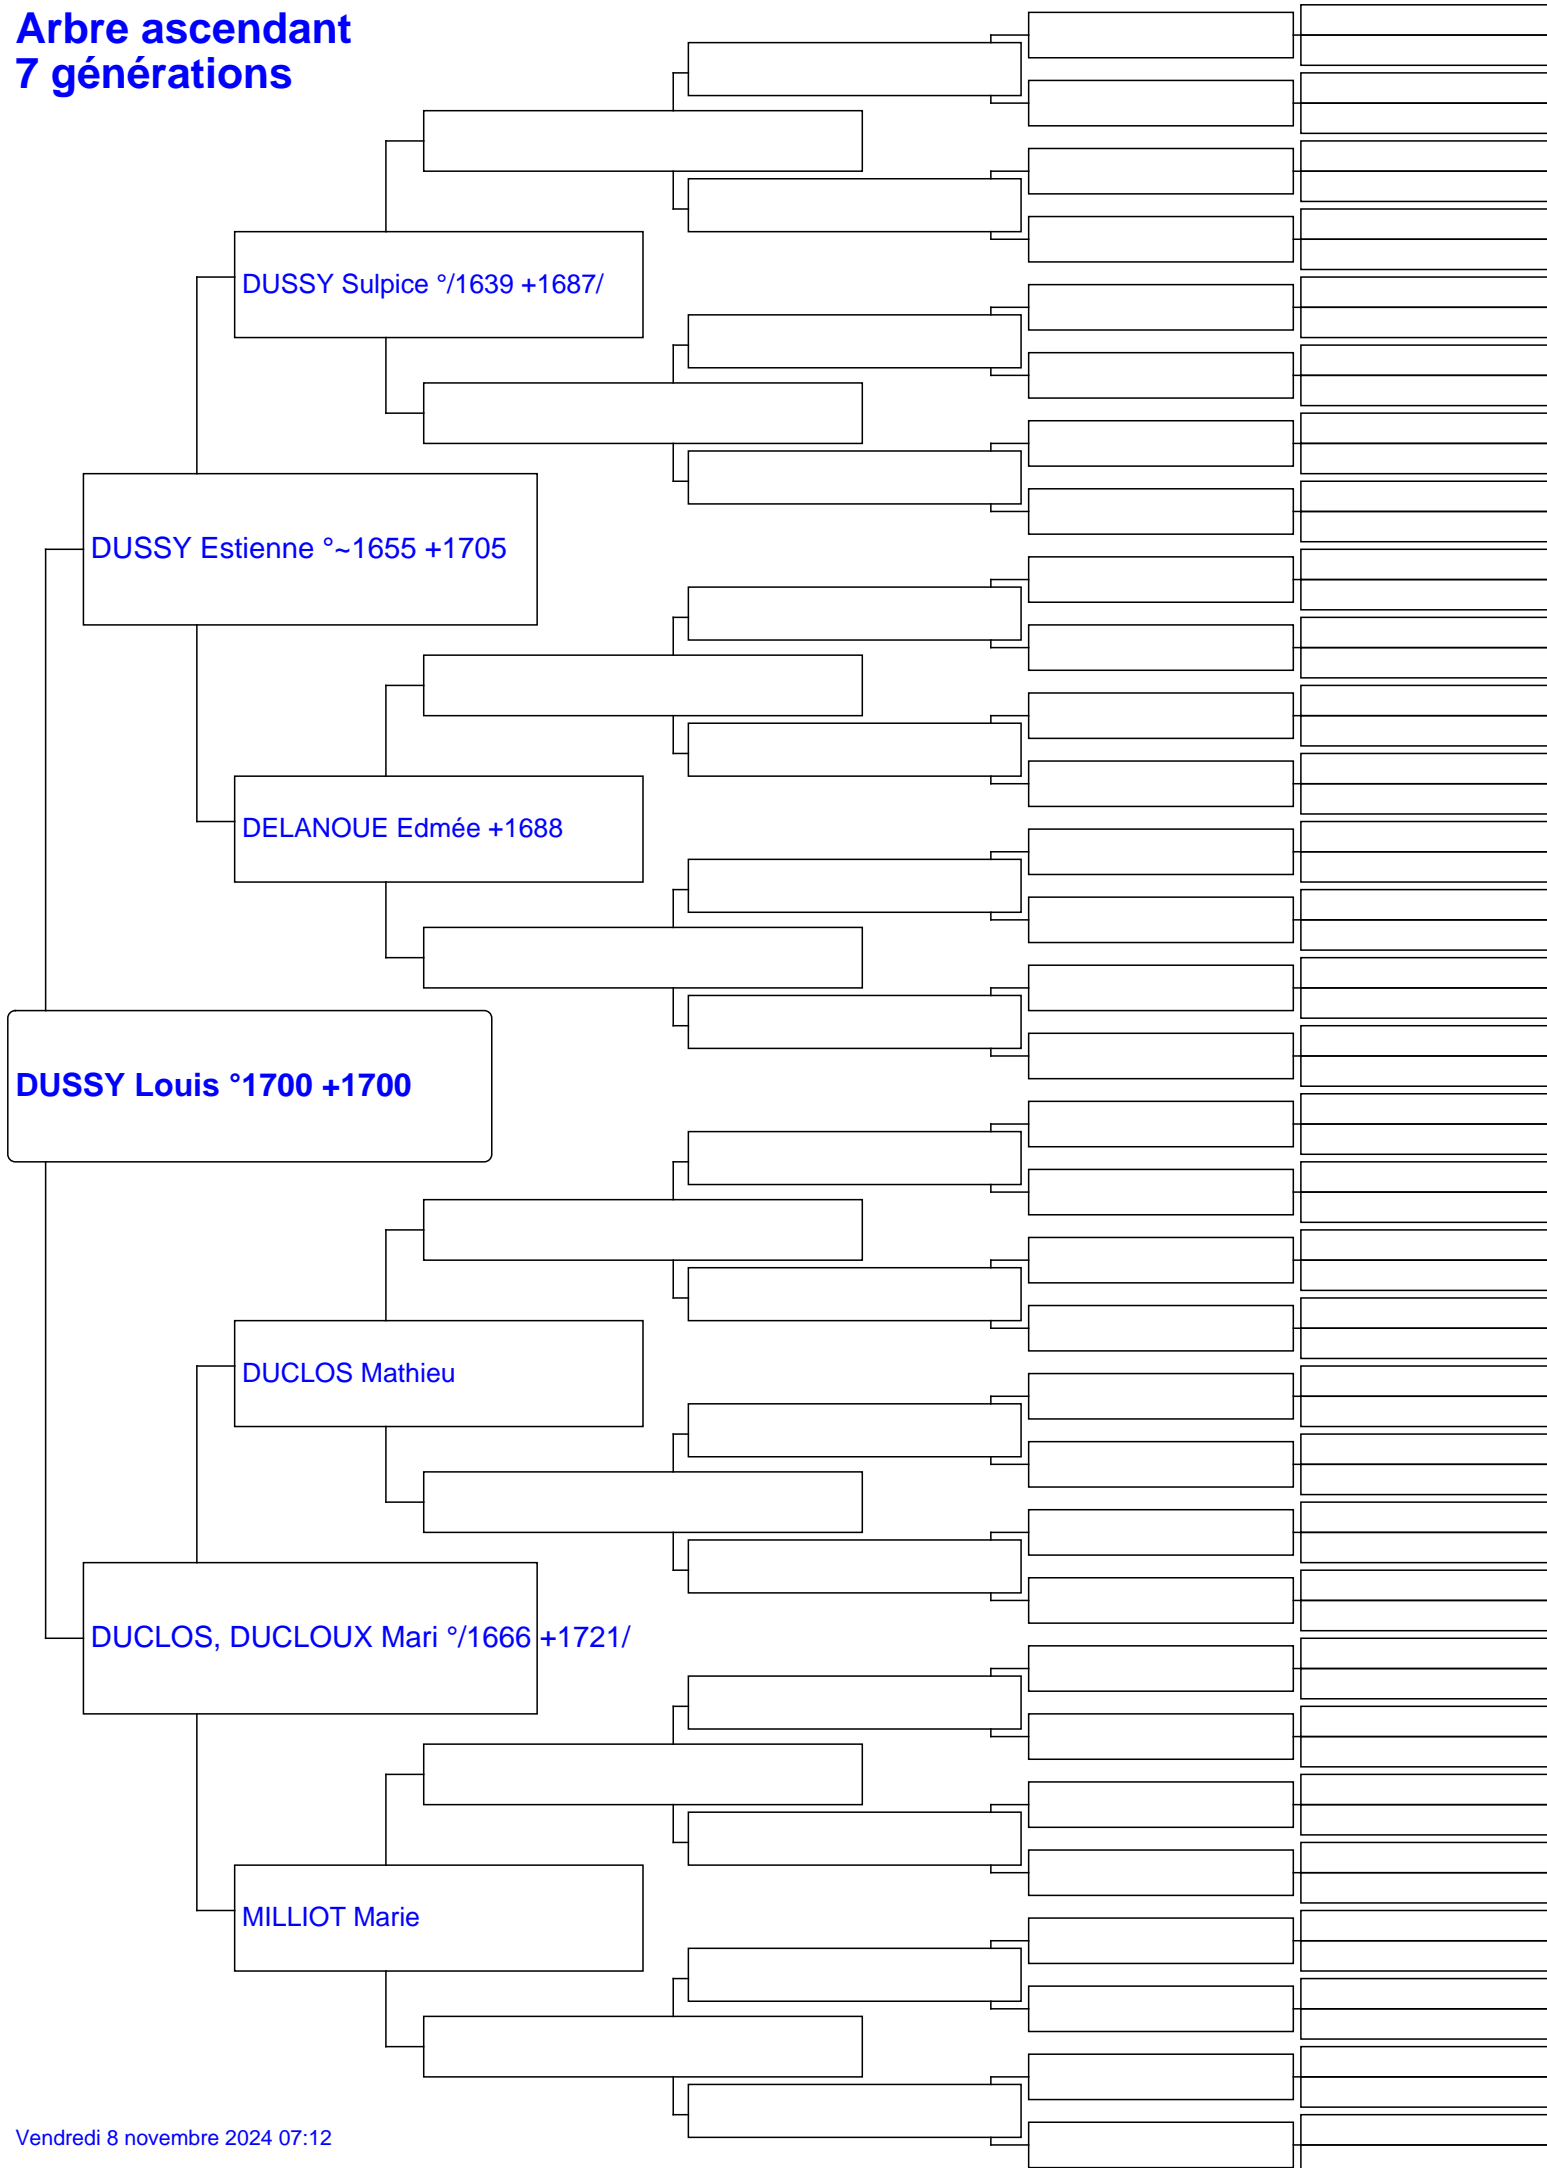 Arbre ascendant
7 générations
DUSSY Sulpice °/1639 +1687/
DUSSY Estienne °~1655 +1705
DELANOUE Edmée +1688
DUSSY Louis °1700 +1700
DUCLOS Mathieu
DUCLOS, DUCLOUX Mari °/1666 +1721/
MILLIOT Marie
Vendredi 8 novembre 2024 07:12